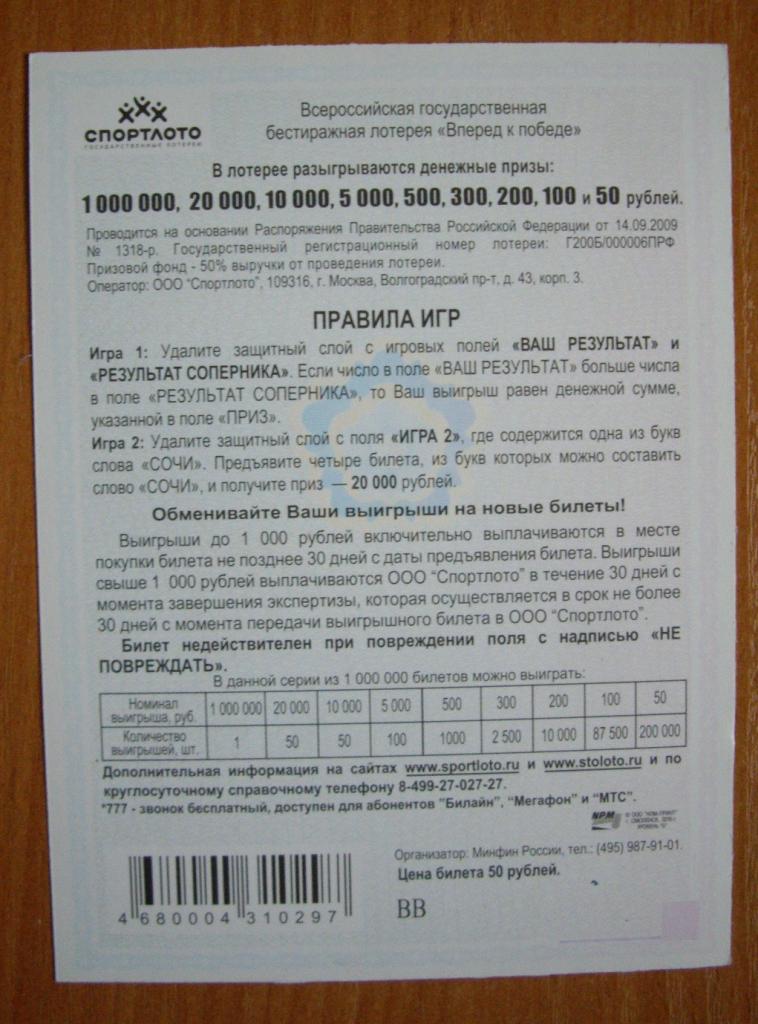 СПОРТЛОТО
ГОСУДАРСТВЕННЫЕ ЛОТЕРЕИ
Всероссийская государственная
бестиражная лотерея «Вперед к победе»
В лотерее разыгрываются денежные призы:
1 000 000, 20 000, 10 000, 5 000, 500, 300, 200, 100 и 50 рублей.
Проводится на основании Распоряжения Правительства Российской Федерации от 14.09.2009
№ 1318-р. Государственный регистрационный номер лотереи: Г200Б/000006ПРФ
Призовой фонд - 50% выручки от проведения лотереи.
Оператор: ООО “Спортлото”, 109316, г. Москва, Волгоградский пр-т, д. 43, корп. 3.
ПРАВИЛА ИГР
Игра 1: Удалите защитный слой с игровых полей «ВАШ РЕЗУЛЬТАТ» и
«РЕЗУЛЬТАТ СОПЕРНИКА». Если число в поле «ВАШ РЕЗУЛЬТАТ» больше числа
в поле «РЕЗУЛЬТАТ СОПЕРНИКА», то Ваш выигрыш равен денежной сумме,
указанной в поле «ПРИЗ».
Игра 2: Удалите защитный слой с поля «ИГРА 2», где содержится одна из букв
слова «СОЧИ». Предъявите четыре билета, из букв которых можно составить
слово «СОЧИ», и получите приз — 20 000 рублей.
Обменивайте Ваши выигрыши на новые билеты!
Выигрыши до 1 000 рублей включительно выплачиваются в месте
покупки билета не позднее 30 дней с даты предъявления билета. Выигрыши
свыше 1 000 рублей выплачиваются ООО “Спортлото” в течение 30 дней с
момента завершения экспертизы, которая осуществляется в срок не более
30 дней с момента передачи выигрышного билета в ООО “Спортлото”.
Билет недействителен при повреждении поля с надписью «НЕ
ПОВРЕЖДАТЬ».
В данной серии из 1 000 000 билетов можно выиграть:
Номинал выигрыша, руб. 1 000 000 20 000 10 000 5 000 500 300 200 100 50
Количество выигрышей, шт. 1 50 50 100 1000 2 500 10 000 87 500 200 000
Дополнительная информация на сайтах www.sportloto.ru и www.stoloto.ru и по
круглосуточному справочному телефону 8-499-27-027-27.
*777 - звонок бесплатный, доступен для абонентов "Билайн", "Мегафон" и "МТС".
NPM
Организатор: Минфин России, тел.: (495) 987-91-01.
Цена билета 50 рублей.
4 680004 310297
ВВ